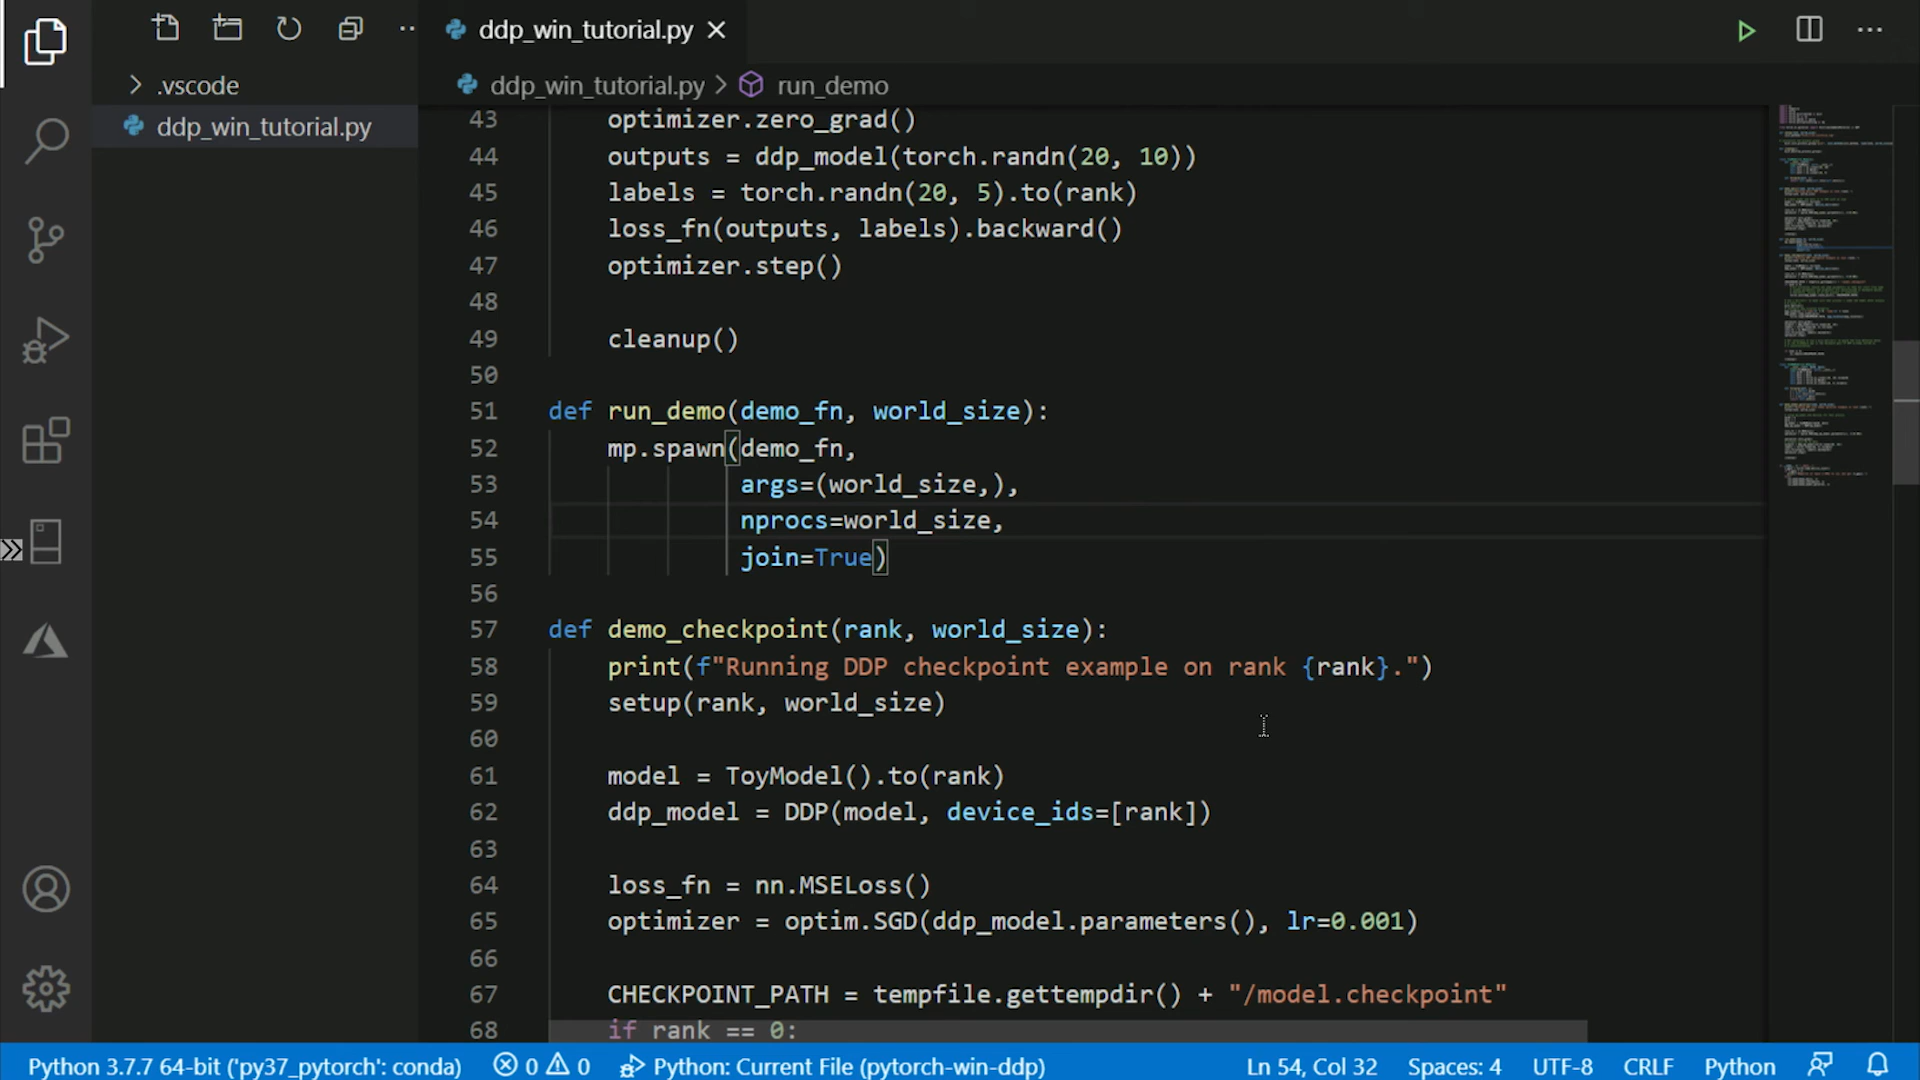 ddp_win_tutorial.py
.vscode
ddp_win_tutorial.py
ddp_win_tutorial.py > run_demo
43 optimizer.zero_grad()
44 outputs = ddp_model(torch.randn(20, 10))
45 labels = torch.randn(20, 5).to(rank)
46 loss_fn(outputs, labels).backward()
47 optimizer.step()
48
49 cleanup()
50
51 def run_demo(demo_fn, world_size):
52 mp.spawn(demo_fn,
53 args=(world_size,),
54 nprocs=world_size,
55 join=True)
56
57 def demo_checkpoint(rank, world_size):
58 print(f"Running DDP checkpoint example on rank {rank}.")
59 setup(rank, world_size)
60
61 model = ToyModel().to(rank)
62 ddp_model = DDP(model, device_ids=[rank])
63
64 loss_fn = nn.MSELoss()
65 optimizer = optim.SGD(ddp_model.parameters(), lr=0.001)
66
67 CHECKPOINT_PATH = tempfile.gettempdir() + "/model.checkpoint"
68 if rank == 0:
Python 3.7.7 64-bit ('py37_pytorch': conda) 0 0 Python: Current File (pytorch-win-ddp) Ln 54, Col 32 Spaces: 4 UTF-8 CRLF Python